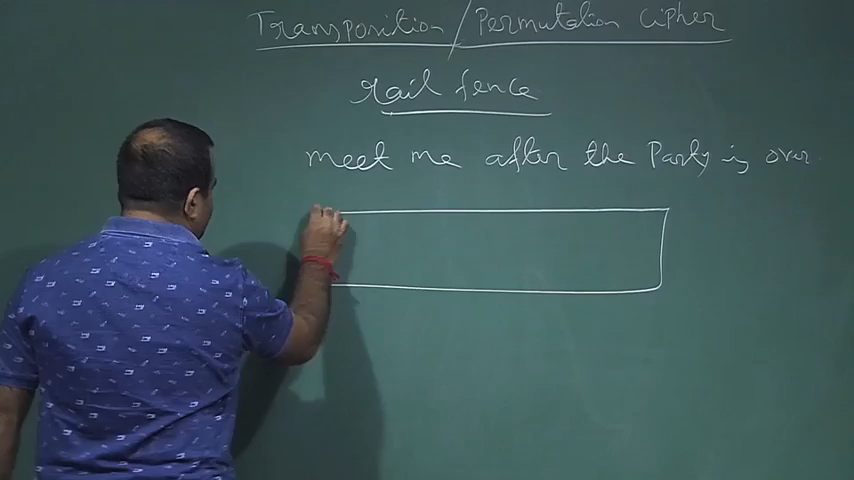 Transposition/Permutation Cipher
rail fence
meet me after the Party is over